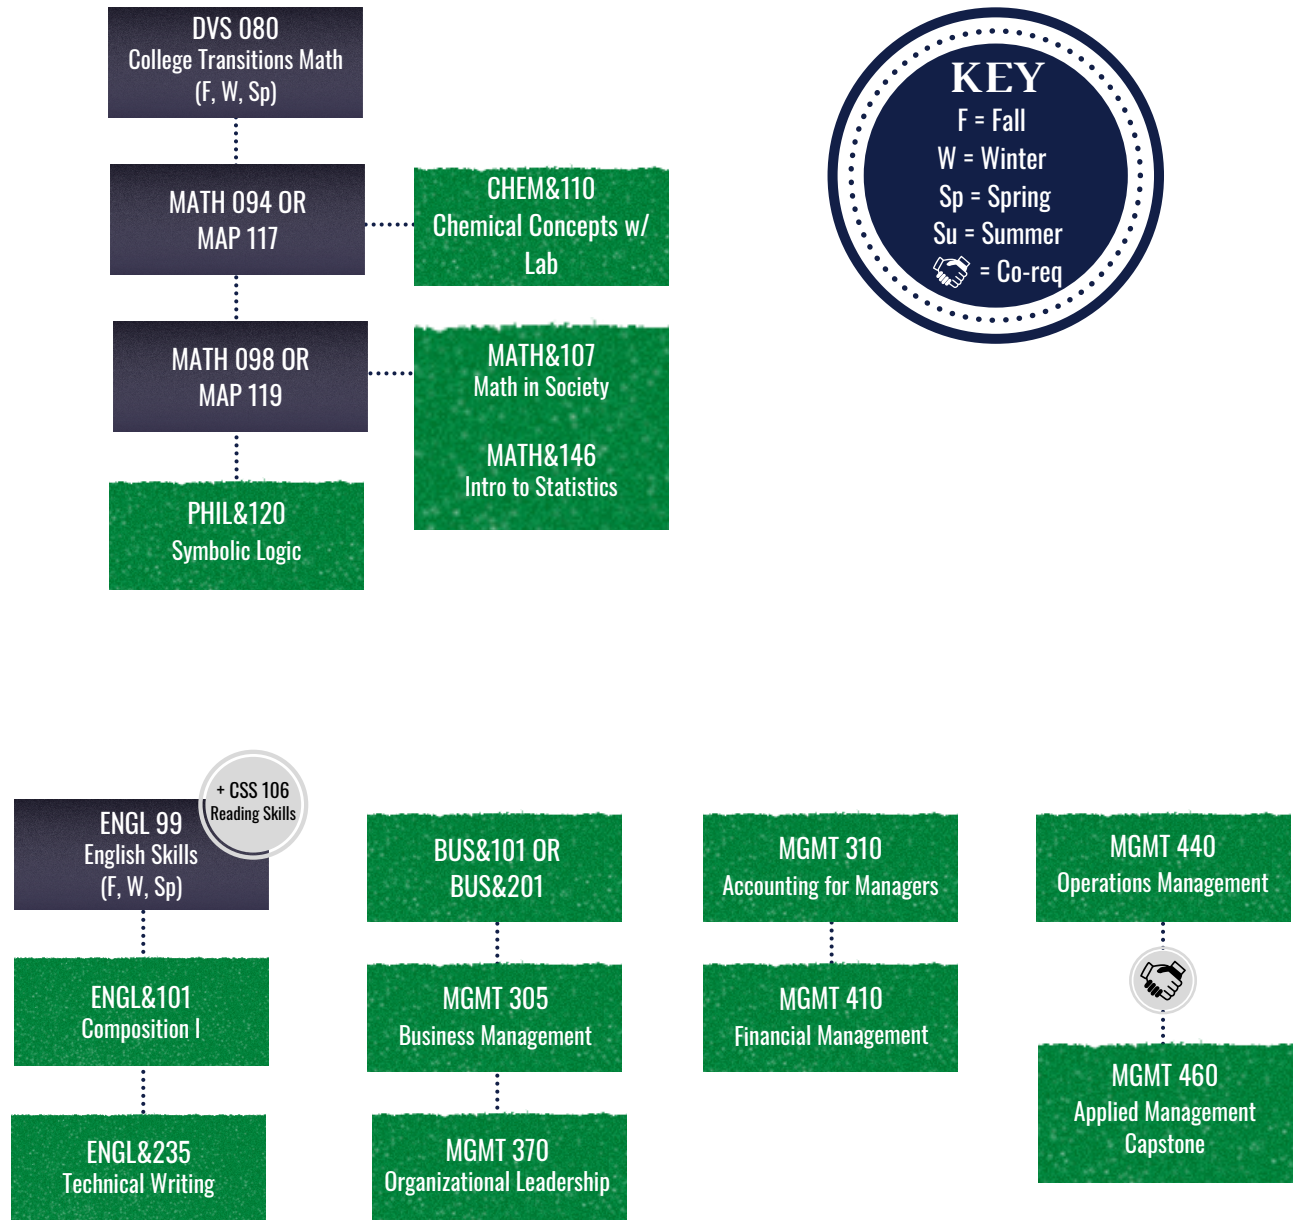 DVS 080
College Transitions Math
(F, W, Sp)
MATH 094 OR
MAP 117
CHEM&110
Chemical Concepts w/
Lab
MATH 098 OR
MAP 119
MATH&107
Math in Society
MATH&146
Intro to Statistics
PHIL&120
Symbolic Logic
KEY
F = Fall
W = Winter
Sp = Spring
Su = Summer
= Co-req
+ CSS 106
Reading Skills
ENGL 99
English Skills
(F, W, Sp)
ENGL&101
Composition I
ENGL&235
Technical Writing
BUS&101 OR
BUS&201
MGMT 305
Business Management
MGMT 370
Organizational Leadership
MGMT 310
Accounting for Managers
MGMT 410
Financial Management
MGMT 440
Operations Management
MGMT 460
Applied Management
Capstone